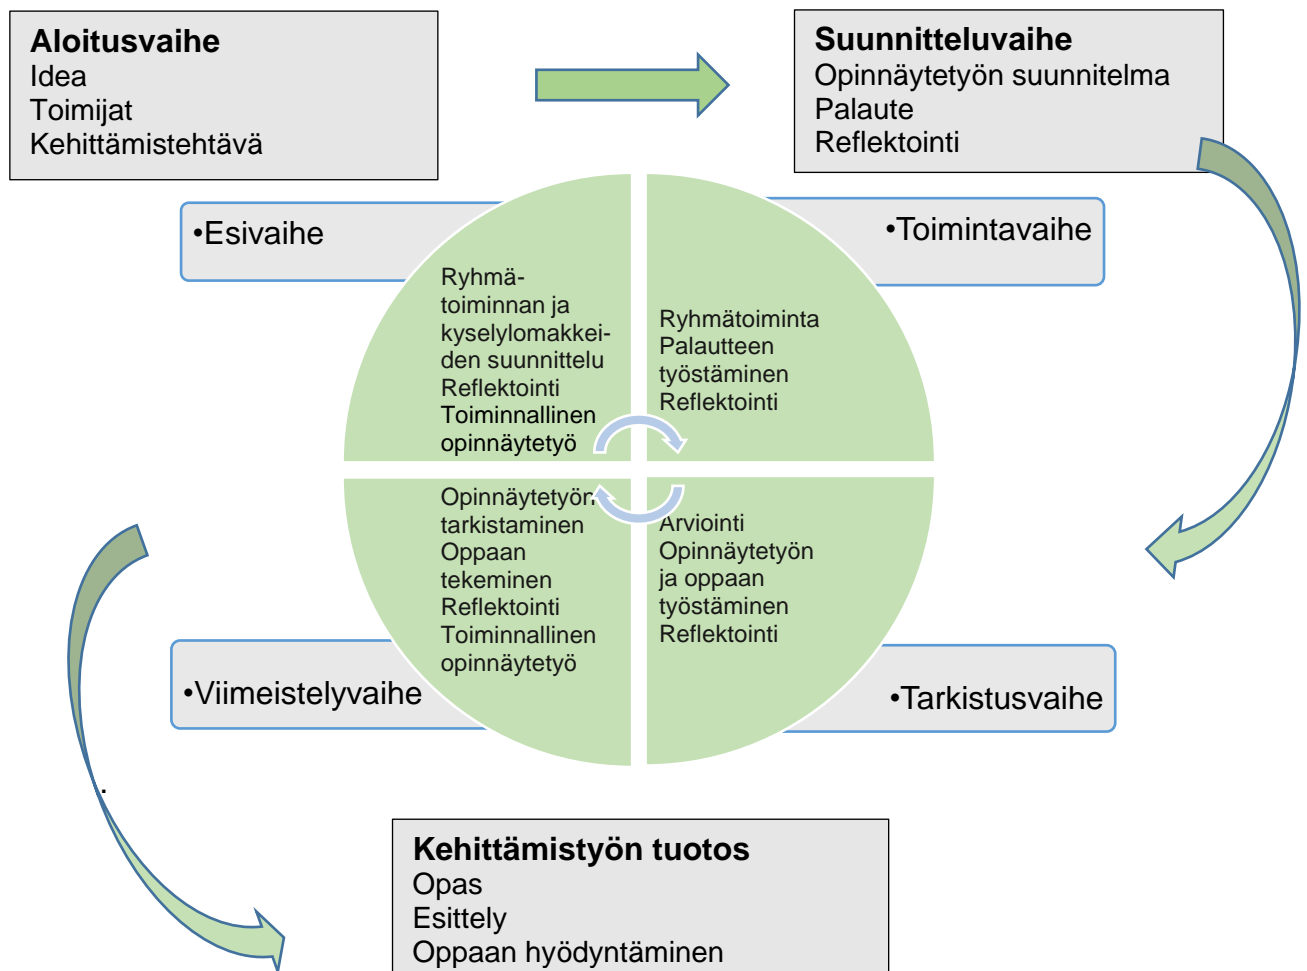 Aloitusvaihe
Idea
Toimijat
Kehittämistehtävä
Suunnitteluvaihe
Opinnäytetyön suunnitelma
Palaute
Reflektointi
•Esivaihe
•Toimintavaihe
Ryhmä-
toiminnan ja
kyselylomakkei-
den suunnittelu
Reflektointi
Toiminnallinen
opinnäytetyö
Ryhmätoiminta
Palautteen
työstäminen
Reflektointi
Opinnäytetyön
tarkistaminen
Oppaan
tekeminen
Reflektointi
Toiminnallinen
opinnäytetyö
Arviointi
Opinnäytetyön
ja oppaan
työstäminen
Reflektointi
•Viimeistelyvaihe
•Tarkistusvaihe
.
Kehittämistyön tuotos
Opas
Esittely
Oppaan hyödyntäminen